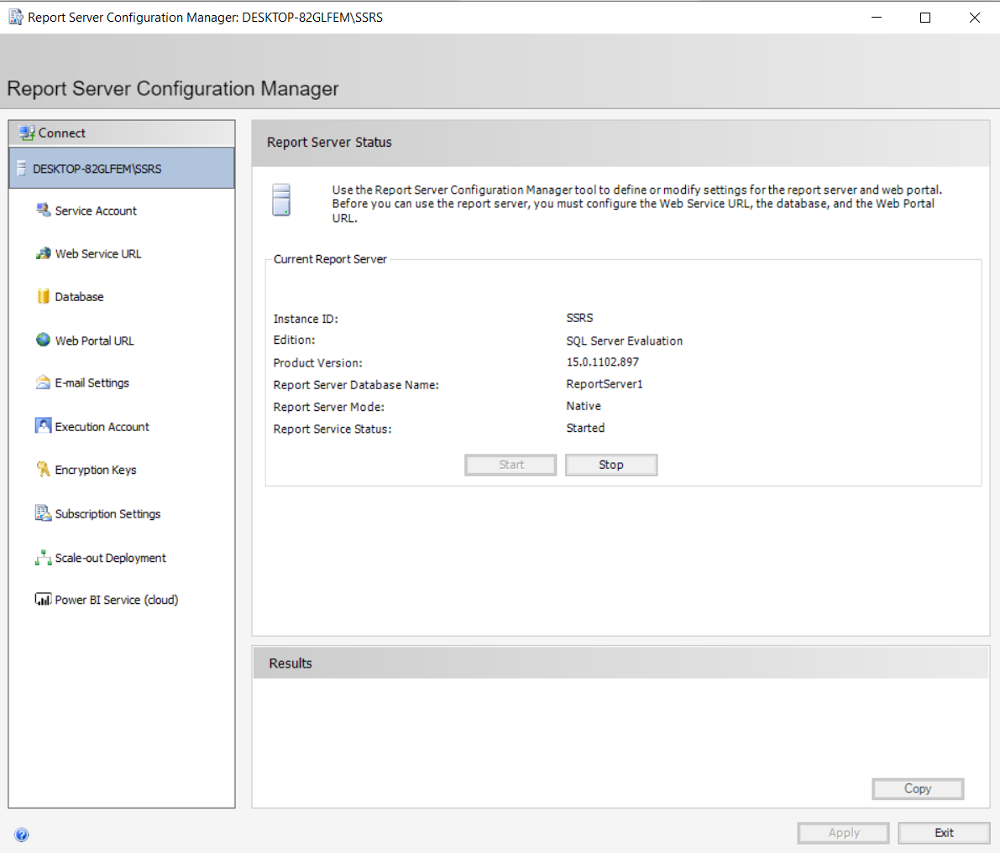 Report Server Configuration Manager: DESKTOP-82GLFEM\SSRS
Report Server Configuration Manager
Connect
DESKTOP-82GLFEM\SSRS
Service Account
Web Service URL
Database
Web Portal URL
E-mail Settings
Execution Account
Encryption Keys
Subscription Settings
Scale-out Deployment
Power BI Service (cloud)
Report Server Status
Use the Report Server Configuration Manager tool to define or modify settings for the report server and web portal.
Before you can use the report server, you must configure the Web Service URL, the database, and the Web Portal
URL.
Current Report Server
Instance ID: SSRS
Edition: SQL Server Evaluation
Product Version: 15.0.1102.897
Report Server Database Name: ReportServer1
Report Server Mode: Native
Report Service Status: Started
Start Stop
Results
Copy
Apply Exit